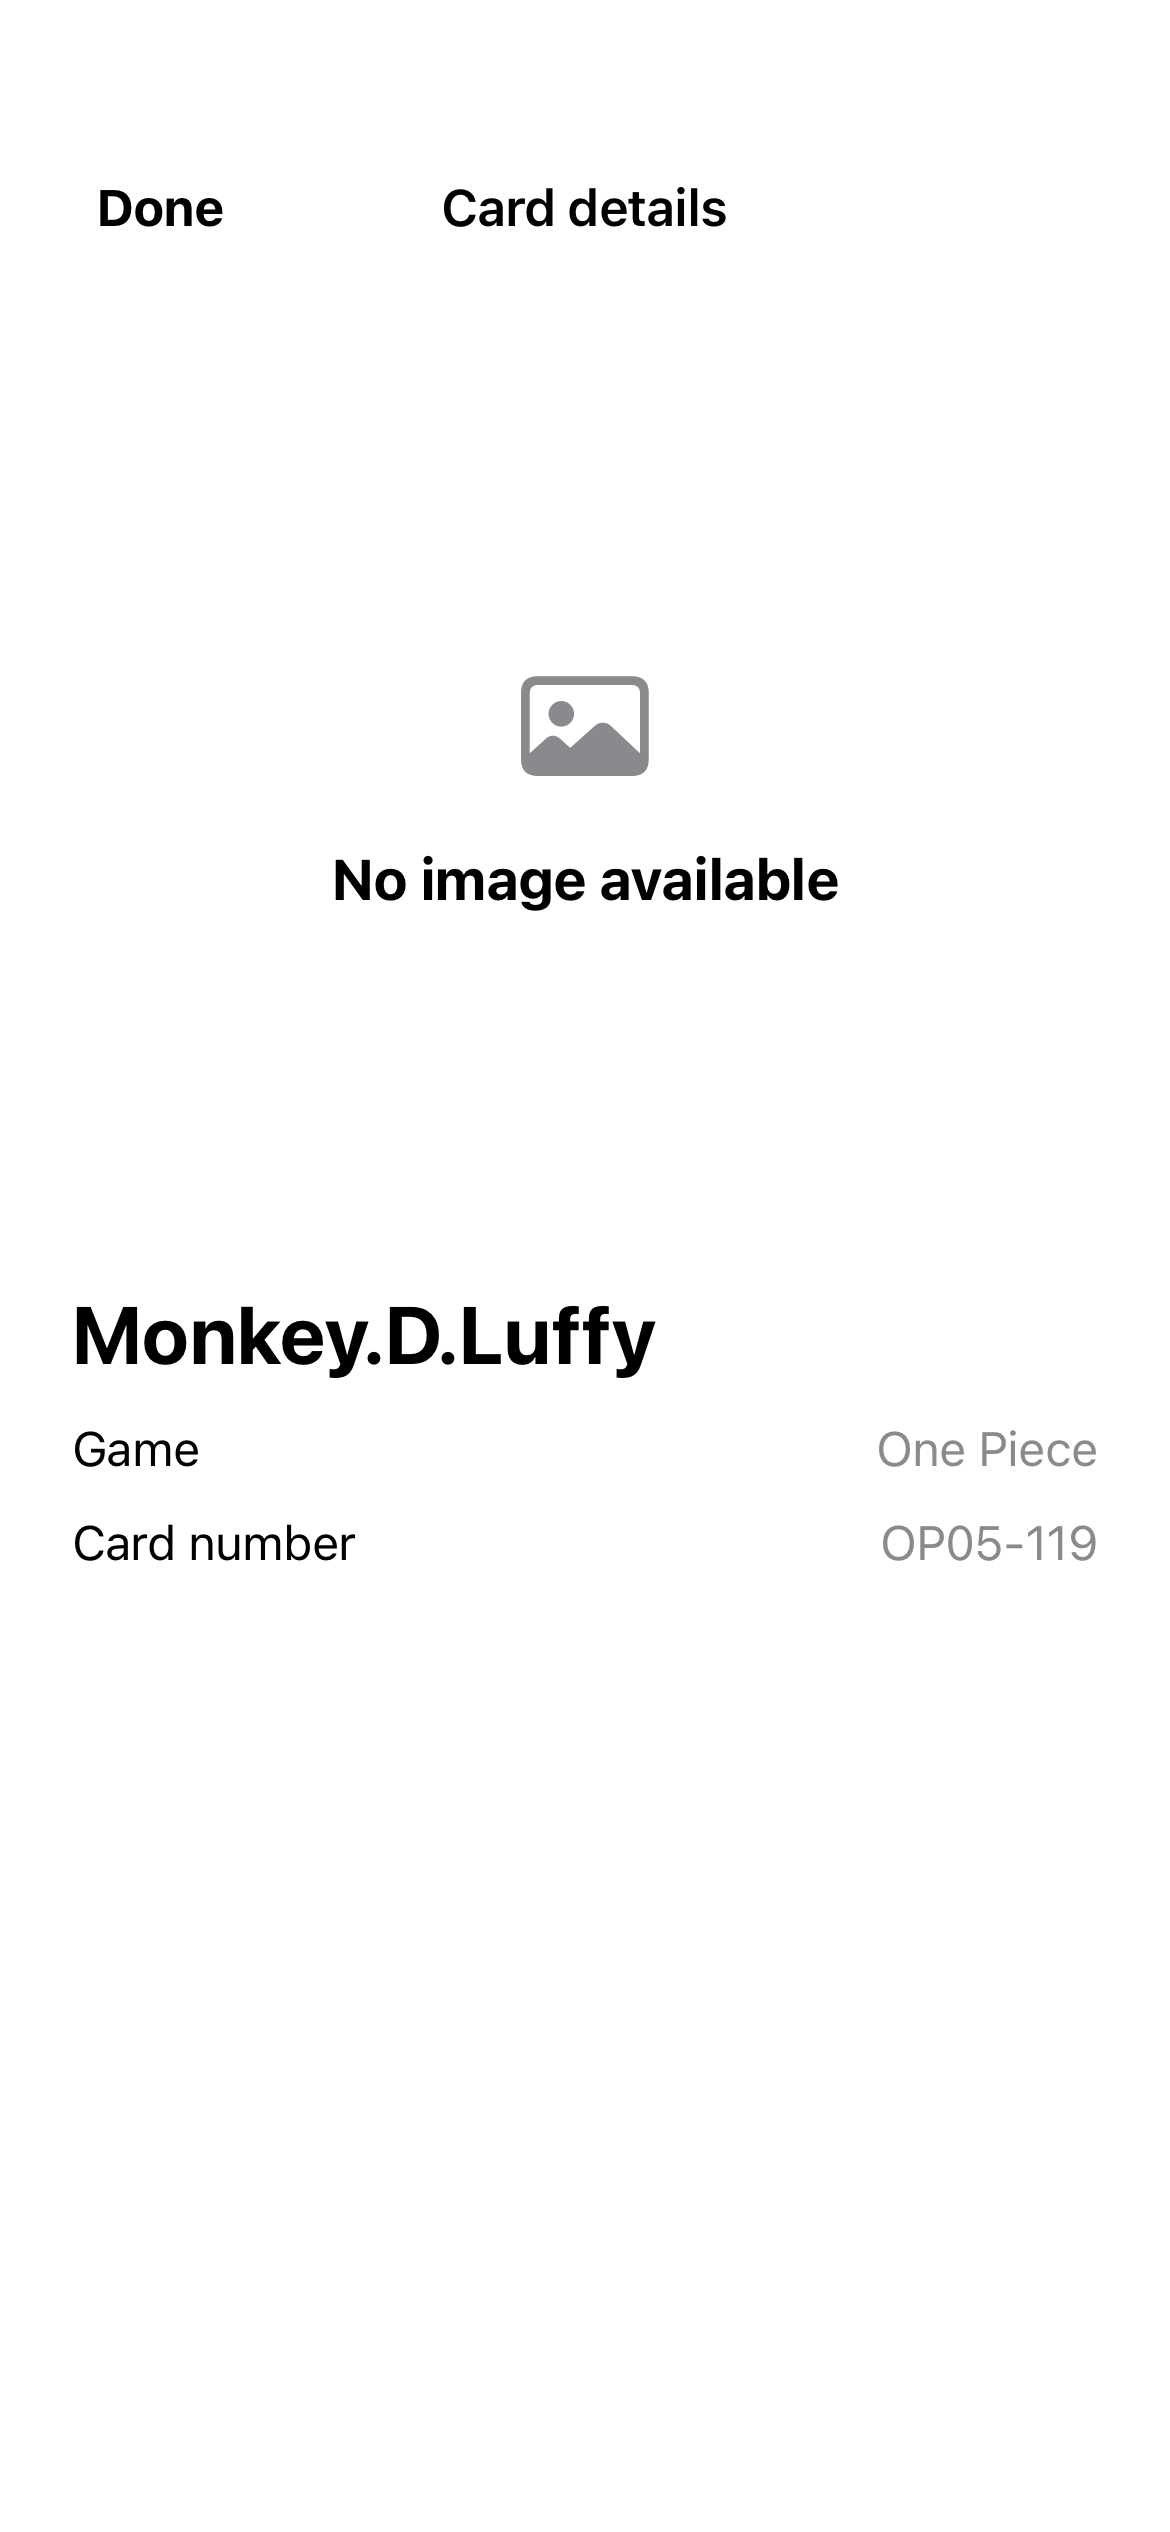 Done
Card details
No image available
Monkey.D.Luffy
Game
One Piece
Card number
OP05-119